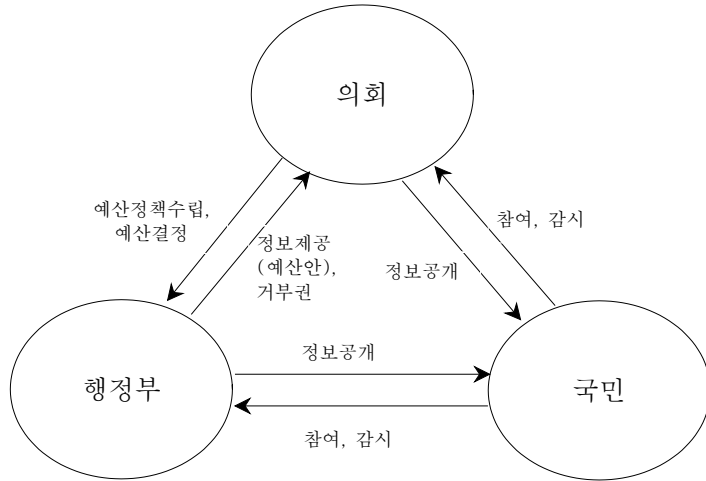 의회
예산정책수립,
예산결정
정보제공
(예산안),
거부권
참여, 감시
정보공개
행정부
정보공개
국민
참여, 감시